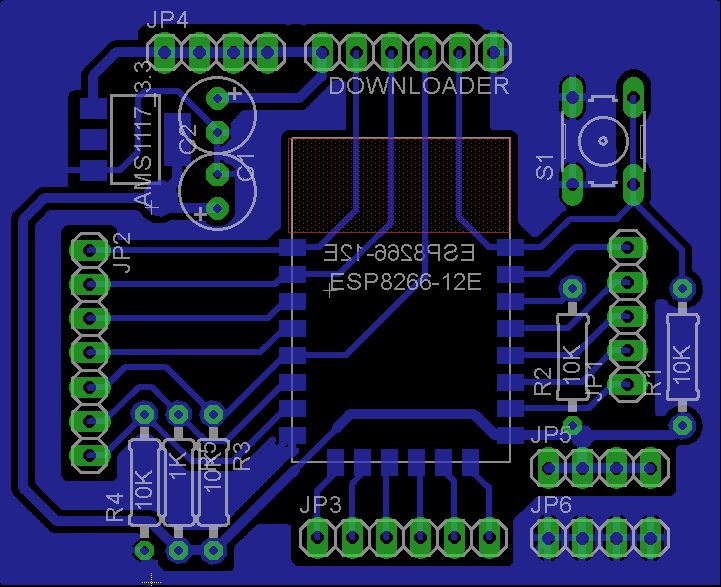 JP4
DOWNLOADER
AMS1117_3.3
C2
C1
S1
JP2
ESP8266-12E
ESP8266-12E
R2
10K
JP1
R1
10K
R4
10K
1K
R5
10K
R3
JP5
JP3
JP6